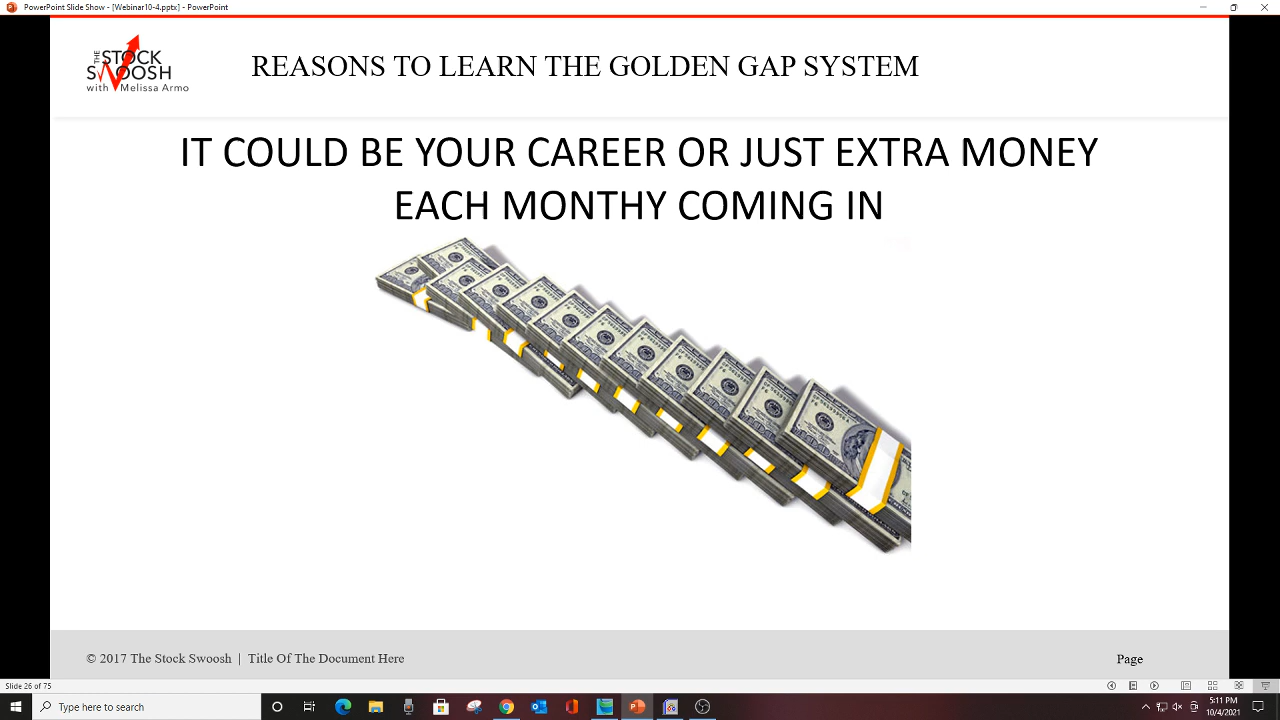 PowerPoint Slide Show - [Webinar10-4.pptx] - PowerPoint
THE STOCK
SWOOSH
with Melissa Armo
REASONS TO LEARN THE GOLDEN GAP SYSTEM
IT COULD BE YOUR CAREER OR JUST EXTRA MONEY
EACH MONTHY COMING IN
© 2017 The Stock Swoosh | Title Of The Document Here
Page
Slide 26 of 75
Type here to search
5:11 PM
10/4/2021